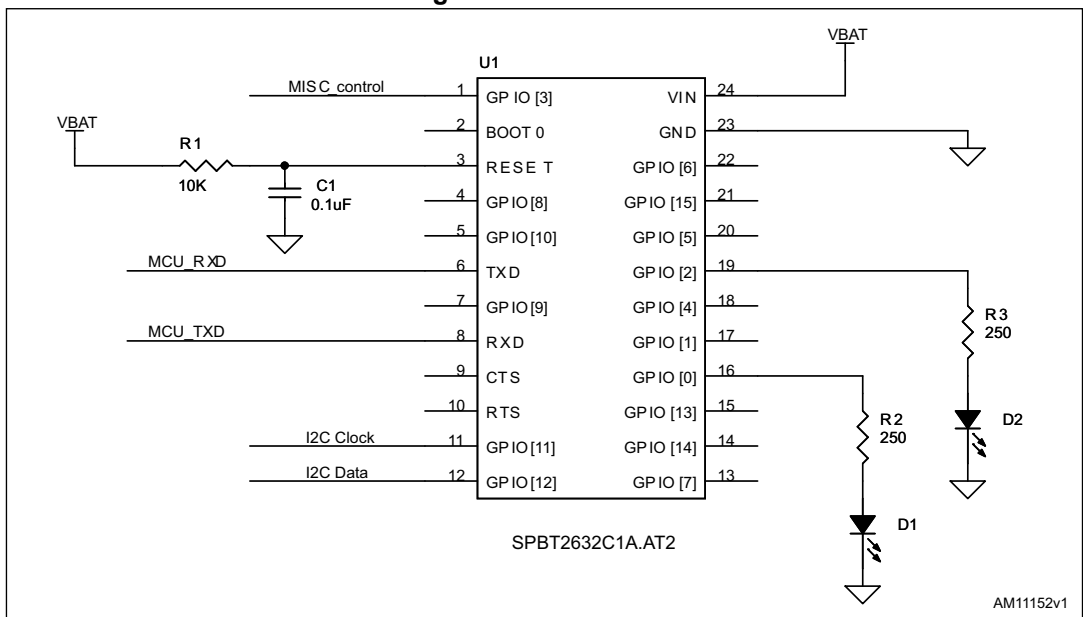 g
U1
VBAT
MISC_control 1 GPIO [3] VIN 24
VBAT 2 BOOT 0 GND 23
R1
10K
3 RESET GPIO [6] 22
C1
0.1uF
4 GPIO[8] GPIO [15] 21
5 GPIO[10] GPIO [5] 20
MCU_RXD 6 TXD GPIO [2] 19
7 GPIO[9] GPIO [4] 18
R3
250
MCU_TXD 8 RXD GPIO [1] 17
9 CTS GPIO [0] 16
10 RTS GPIO [13] 15
R2
250
D2
I2C Clock 11 GPIO[11] GPIO [14] 14
I2C Data 12 GPIO[12] GPIO [7] 13
D1
SPBT2632C1A.AT2
AM11152v1